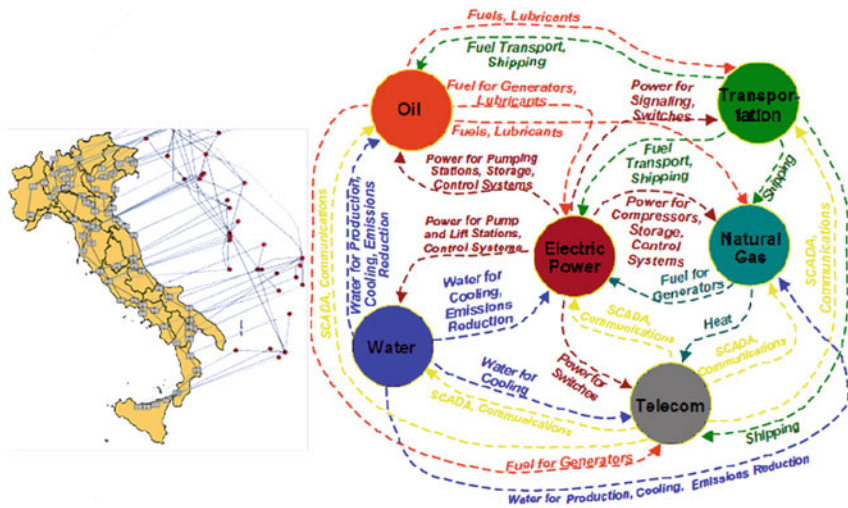 Fuels, Lubricants
Fuel Transport,
Shipping
Oil
Fuel for Generators,
Lubricants
Fuels, Lubricants
Power for
Signaling,
Switches
Transpor-
tation
Fuel
Transport,
Shipping
Shipping
Power for Pumping
Stations, Storage,
Control Systems
Power for
Compressors,
Storage,
Control
Systems
Power for Pump
and Lift Stations,
Control Systems
Electric
Power
Natural
Gas
Water for Production,
Cooling, Emissions
Reduction
SCADA, Communications
Water for
Cooling,
Emissions
Reduction
Fuel for
Generators
SCADA,
Communications
SCADA,
Communications
Heat
SCADA,
Communications
Water
Water for
Cooling
Power for
Switches
SCADA, Communications
Telecom
Shipping
Fuel for Generators
Water for Production, Cooling, Emissions Reduction